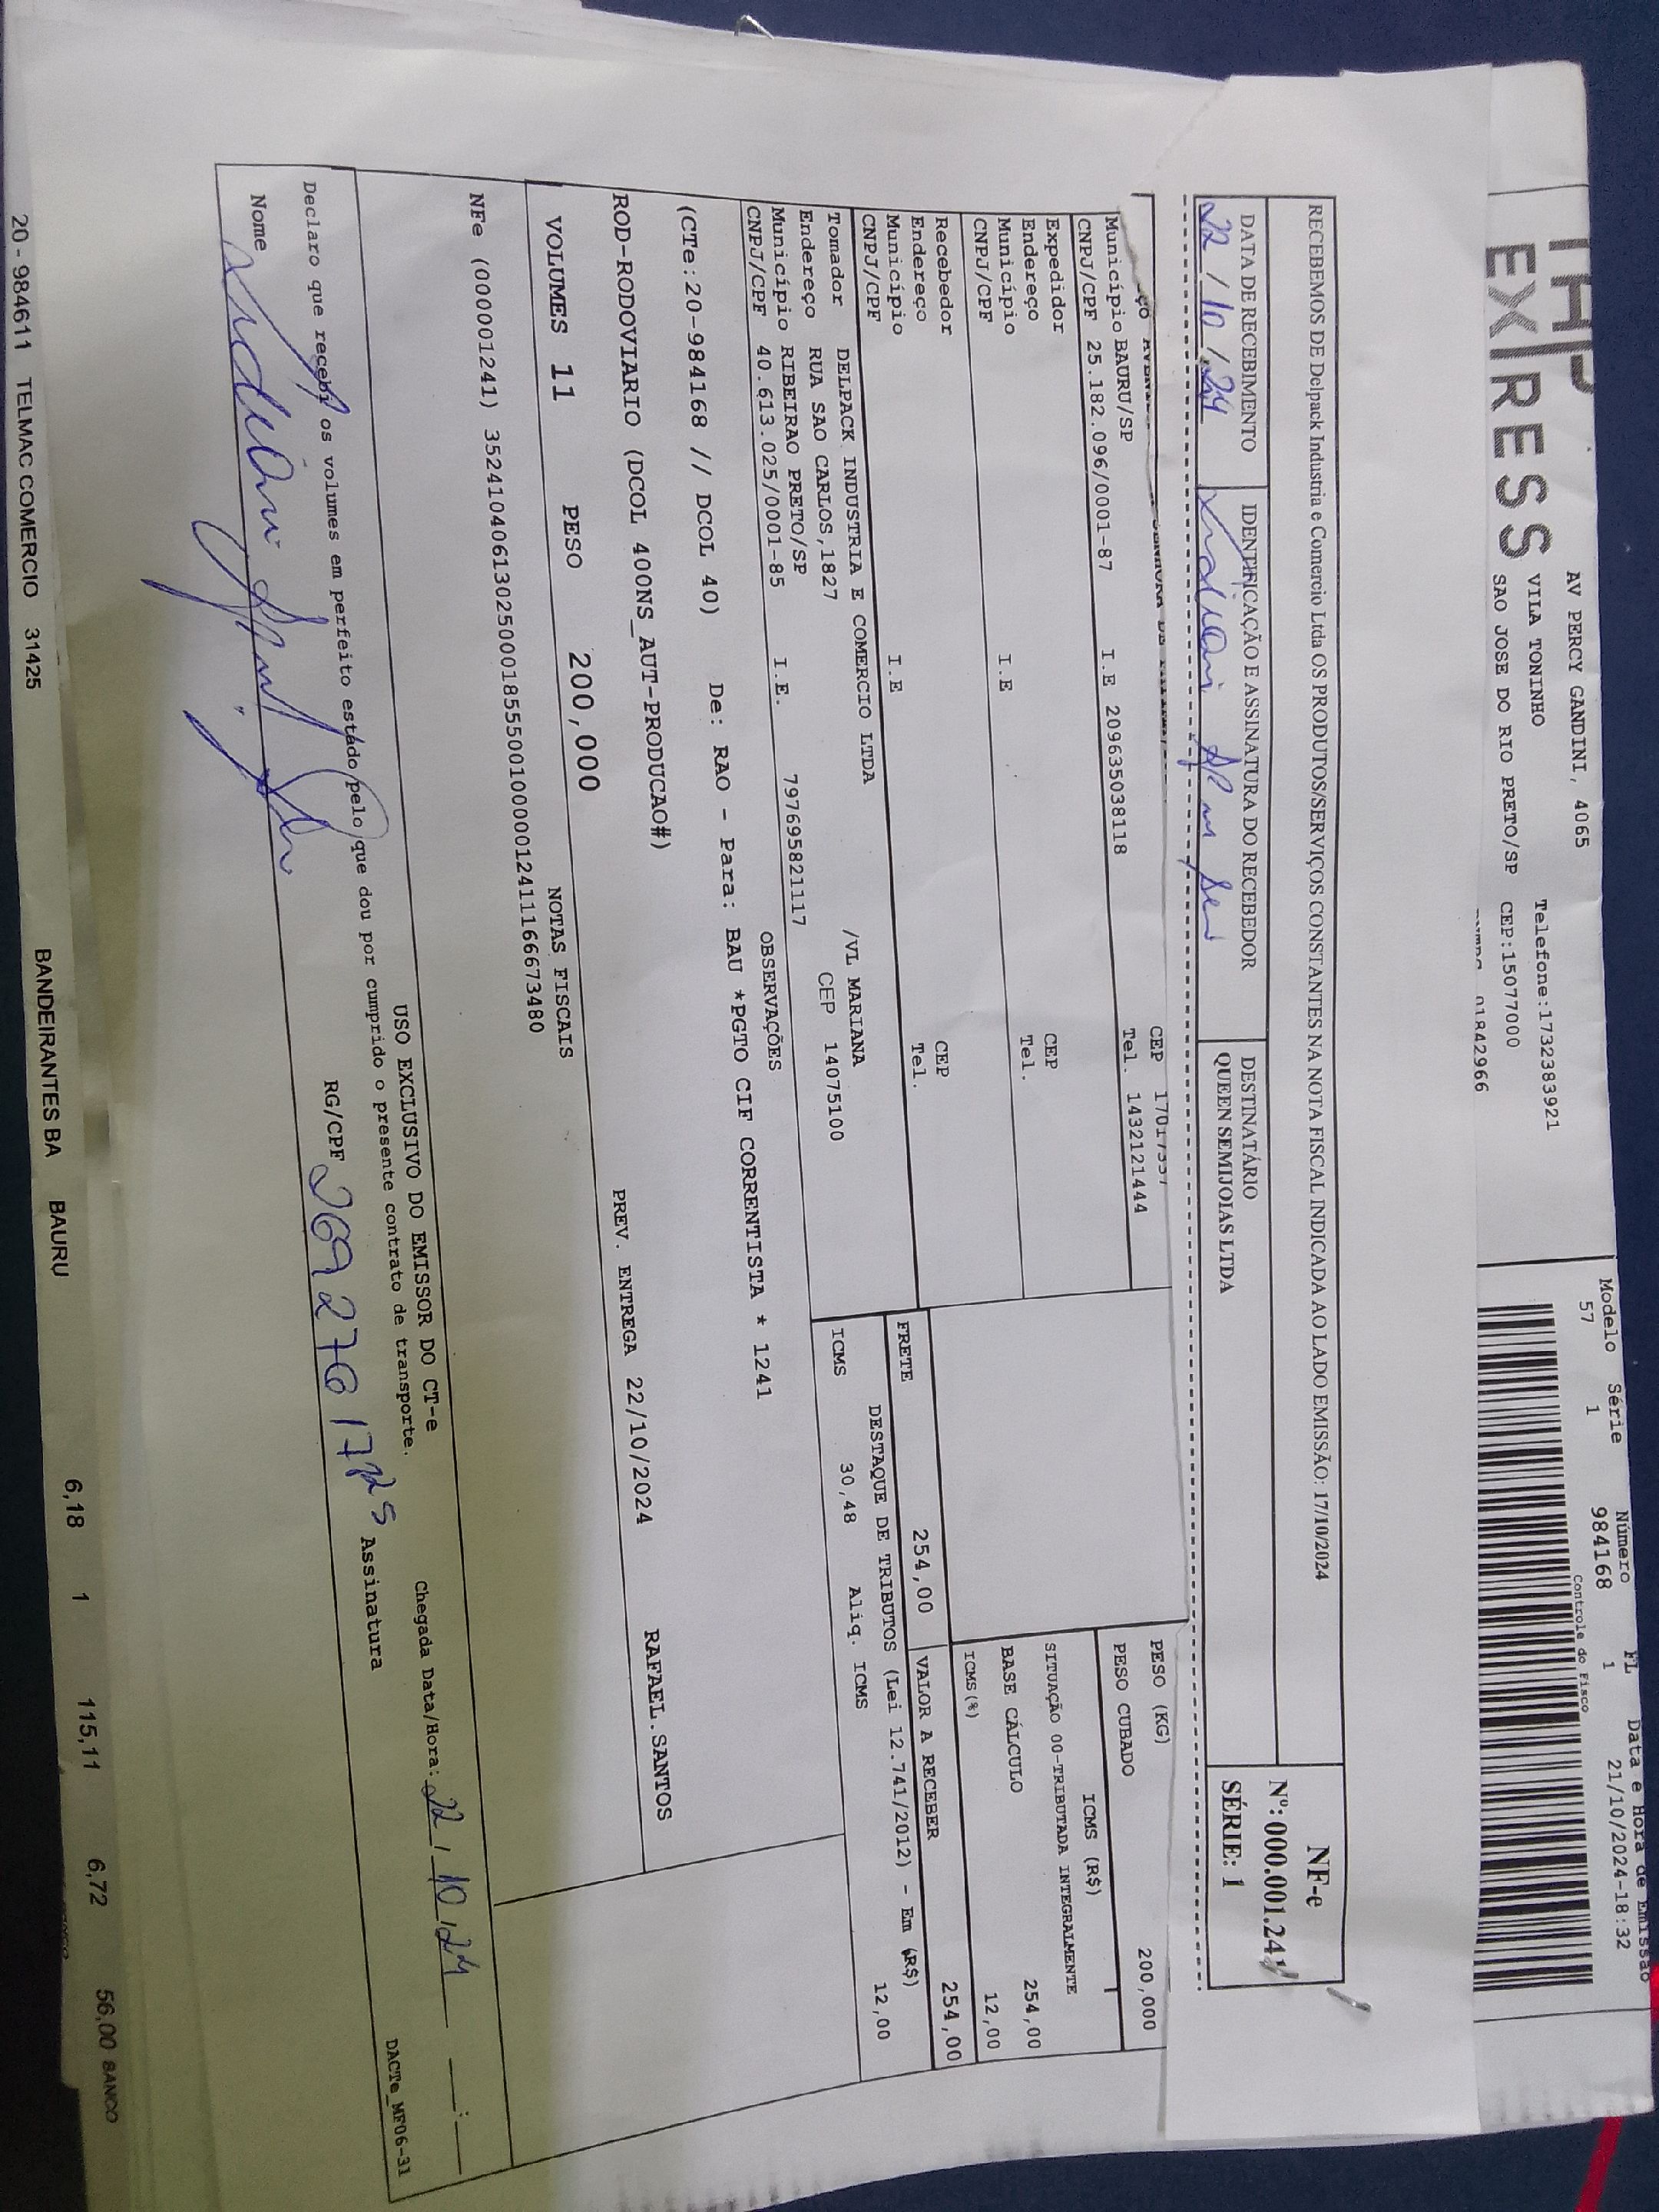 EXPRESS
AV PERCY GANDINI, 4065
VILA TONINHO
Telefone:1732383921
SAO JOSE DO RIO PRETO/SP CEP:15077000
01842966
Modelo Série Número FL Data e Hora de Emissão
57 1 984168 1 21/10/2024-18:32
Controle do Fisco
RECEBEMOS DE Delpack Industria e Comercio Ltda OS PRODUTOS/SERVIÇOS CONSTANTES NA NOTA FISCAL INDICADA AO LADO EMISSÃO: 17/10/2024
DATA DE RECEBIMENTO
22/10/24
IDENTIFICAÇÃO E ASSINATURA DO RECEBEDOR
DESTINATÁRIO
QUEEN SEMIJOIAS LTDA
NF-e
Nº: 000.001.241
SÉRIE: 1
Município BAURU/SP
CEP
CNPJ/CPF 25.182.096/0001-87 I.E 209635038118 Tel. 1432121444
Expedidor
Endereço CEP
Município Tel.
CNPJ/CPF I.E
Recebedor
Endereço CEP
Município Tel.
CNPJ/CPF I.E
Tomador DELPACK INDUSTRIA E COMERCIO LTDA
Endereço RUA SAO CARLOS,1827 /VL MARIANA
Município RIBEIRAO PRETO/SP CEP 14075100
CNPJ/CPF 40.613.025/0001-85 I.E. 797695821117
PESO (KG) 200,000
PESO CUBADO
ICMS (R$)
SITUAÇÃO 00-TRIBUTADA INTEGRALMENTE
BASE CÁLCULO 254,00
ICMS(%) 12,00
FRETE 254,00 VALOR A RECEBER 254,00
DESTAQUE DE TRIBUTOS (Lei 12.741/2012) - Em (R$)
ICMS 30,48 Aliq. ICMS 12,00
OBSERVAÇÕES
(CTe:20-984168 // DCOL 40) De: RAO - Para: BAU *PGTO CIF CORRENTISTA * 1241
ROD-RODOVIARIO (DCOL 400NS_AUT-PRODUCAO#)
PREV. ENTREGA 22/10/2024 RAFAEL.SANTOS
VOLUMES 11 PESO 200,000 NOTAS FISCAIS
NFe (000001241) 35241040613025000185550010000012411166673480
USO EXCLUSIVO DO EMISSOR DO CT-e
Declaro que recebi os volumes em perfeito estado pelo que dou por cumprido o presente contrato de transporte.
Chegada Data/Hora: 22/10/24 __:__
Nome
RG/CPF 269 270 172 5 Assinatura
DACTe_MF06-31
20 - 984611 TELMAC COMERCIO 31425 BANDEIRANTES BA BAURU 6,18 1 115,11 6,72 56,00 BANCO